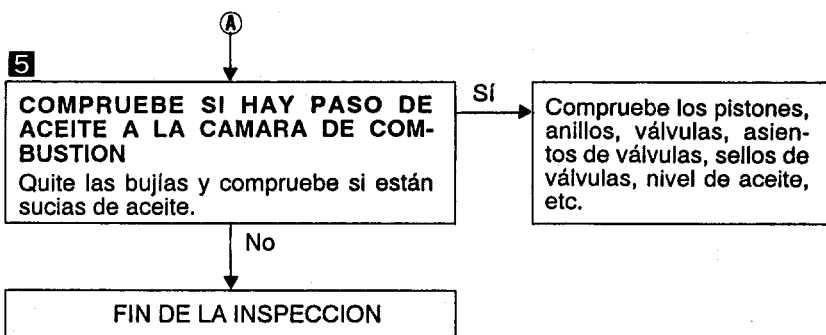 A
5
COMPRUEBE SI HAY PASO DE
ACEITE A LA CAMARA DE COM-
BUSTION
Quite las bujías y compruebe si están
sucias de aceite.
Sí
Compruebe los pistones,
anillos, válvulas, asien-
tos de válvulas, sellos de
válvulas, nivel de aceite,
etc.
No
FIN DE LA INSPECCION